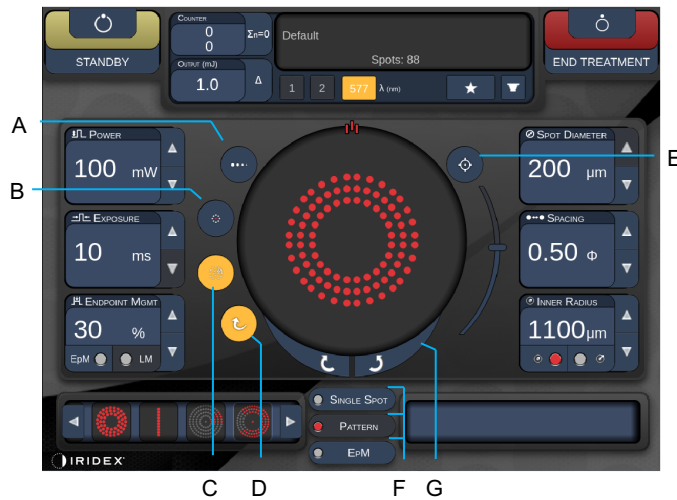 COUNTER
0
0
Σn=0
OUTPUT (mJ)
1.0
Δ
Default
Spots: 88
1
2
577
λ (nm)
STANDBY
END TREATMENT
A
B
E
POWER
100 mW
EXPOSURE
10 ms
ENDPOINT MGMT
30 %
EpM
LM
SPOT DIAMETER
200 µm
SPACING
0.50 Φ
INNER RADIUS
1100µm
SINGLE SPOT
PATTERN
EPM
IRIDEX
C
D
F
G